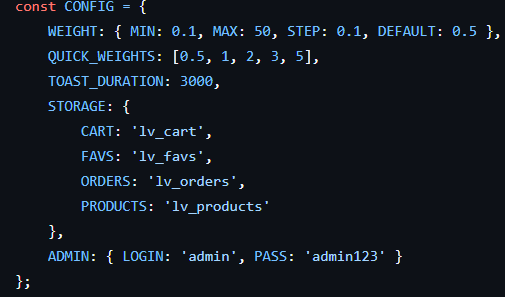 const CONFIG = {
    WEIGHT: { MIN: 0.1, MAX: 50, STEP: 0.1, DEFAULT: 0.5 },
    QUICK_WEIGHTS: [0.5, 1, 2, 3, 5],
    TOAST_DURATION: 3000,
    STORAGE: {
        CART: 'lv_cart',
        FAVS: 'lv_favs',
        ORDERS: 'lv_orders',
        PRODUCTS: 'lv_products'
    },
    ADMIN: { LOGIN: 'admin', PASS: 'admin123' }
};